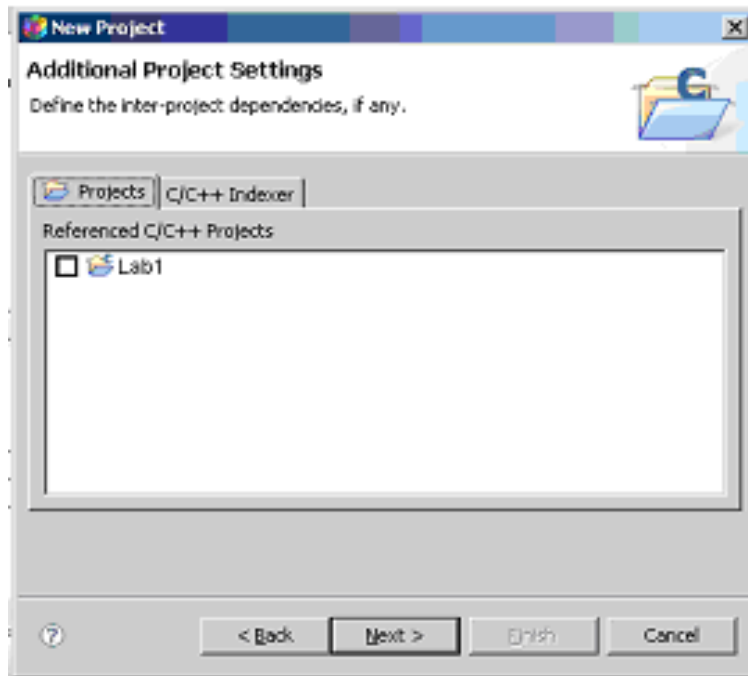 New Project
Additional Project Settings
Define the inter-project dependencies, if any.
C
Projects
C/C++ Indexer
Referenced C/C++ Projects
Lab1
?
< Back
Next >
Finish
Cancel